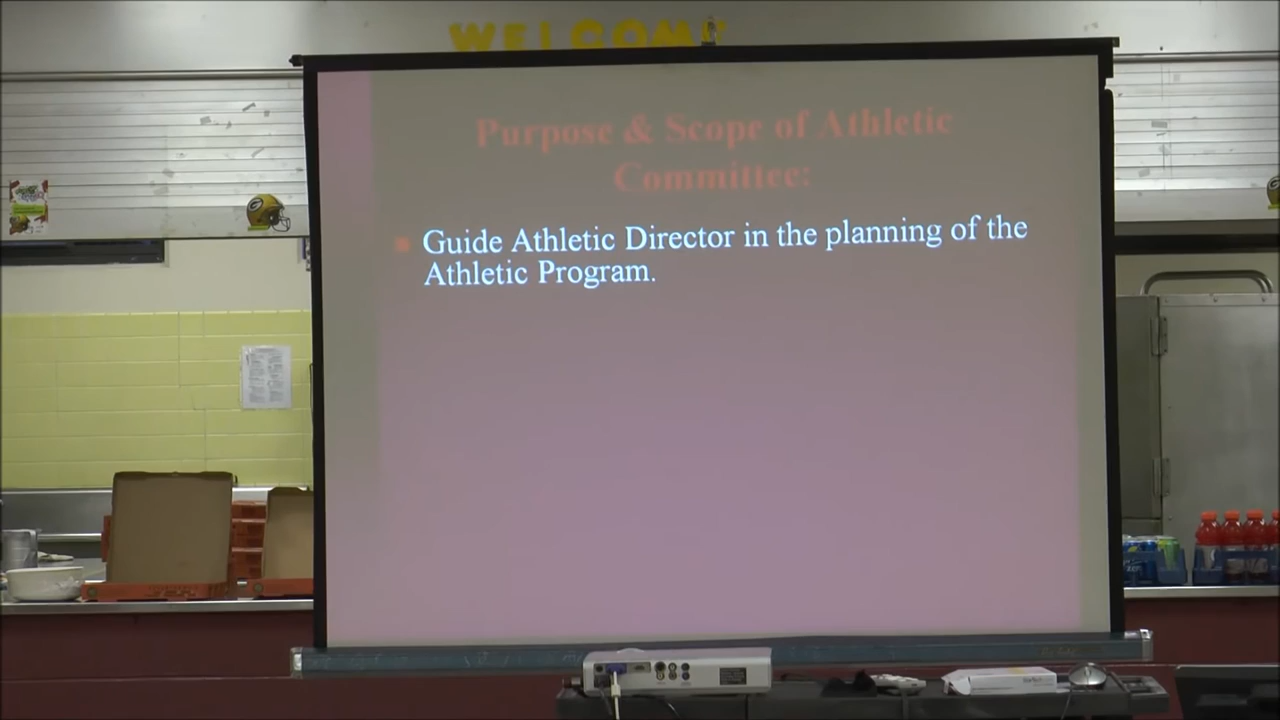 WELCOME
Purpose & Scope of Athletic
Committee:
Guide Athletic Director in the planning of the
Athletic Program.
G